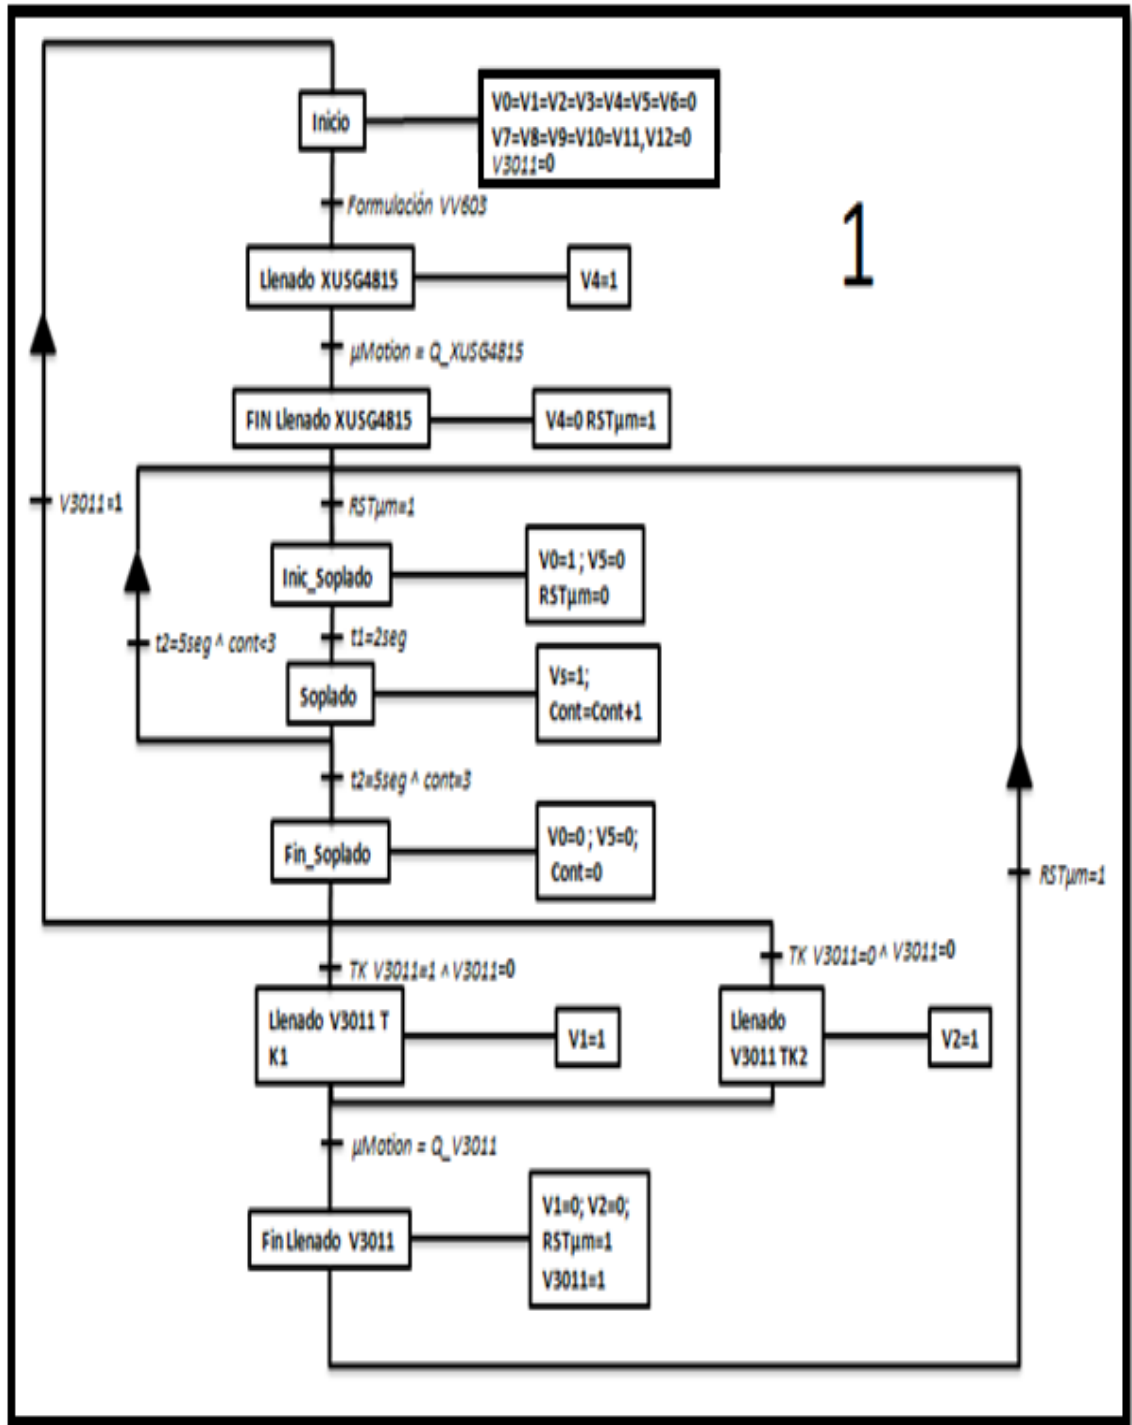 Inicio
V0=V1=V2=V3=V4=V5=V6=0
V7=V8=V9=V10=V11,V12=0
V3011=0
Formulación VV603
1
Llenado XUSG4815
V4=1
µMotion = Q_XUSG4815
FIN Llenado XUSG4815
V4=0 RSTµm=1
V3011=1
RSTµm=1
Inic_Soplado
V0=1 ; V5=0
RSTµm=0
t2=5seg ^ cont<3
t1=2seg
Soplado
Vs=1;
Cont=Cont+1
t2=5seg ^ cont=3
Fin_Soplado
V0=0 ; V5=0;
Cont=0
RSTµm=1
TK V3011=1 ^ V3011=0
TK V3011=0 ^ V3011=0
Llenado V3011 T
K1
V1=1
Llenado
V3011 TK2
V2=1
µMotion = Q_V3011
Fin Llenado V3011
V1=0; V2=0;
RSTµm=1
V3011=1